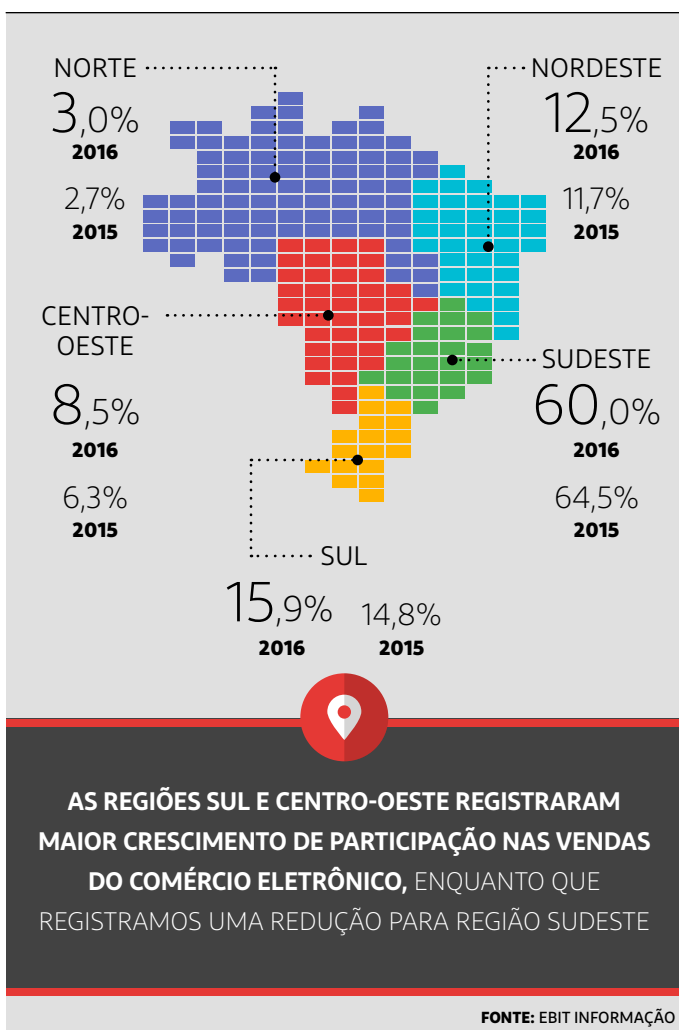 NORTE
3,0%
2016
2,7%
2015
NORDESTE
12,5%
2016
11,7%
2015
CENTRO-
OESTE
8,5%
2016
6,3%
2015
SUDESTE
60,0%
2016
64,5%
2015
SUL
15,9%
2016
14,8%
2015
AS REGIÕES SUL E CENTRO-OESTE REGISTRARAM
MAIOR CRESCIMENTO DE PARTICIPAÇÃO NAS VENDAS
DO COMÉRCIO ELETRÔNICO, ENQUANTO QUE
REGISTRAMOS UMA REDUÇÃO PARA REGIÃO SUDESTE
FONTE: EBIT INFORMAÇÃO